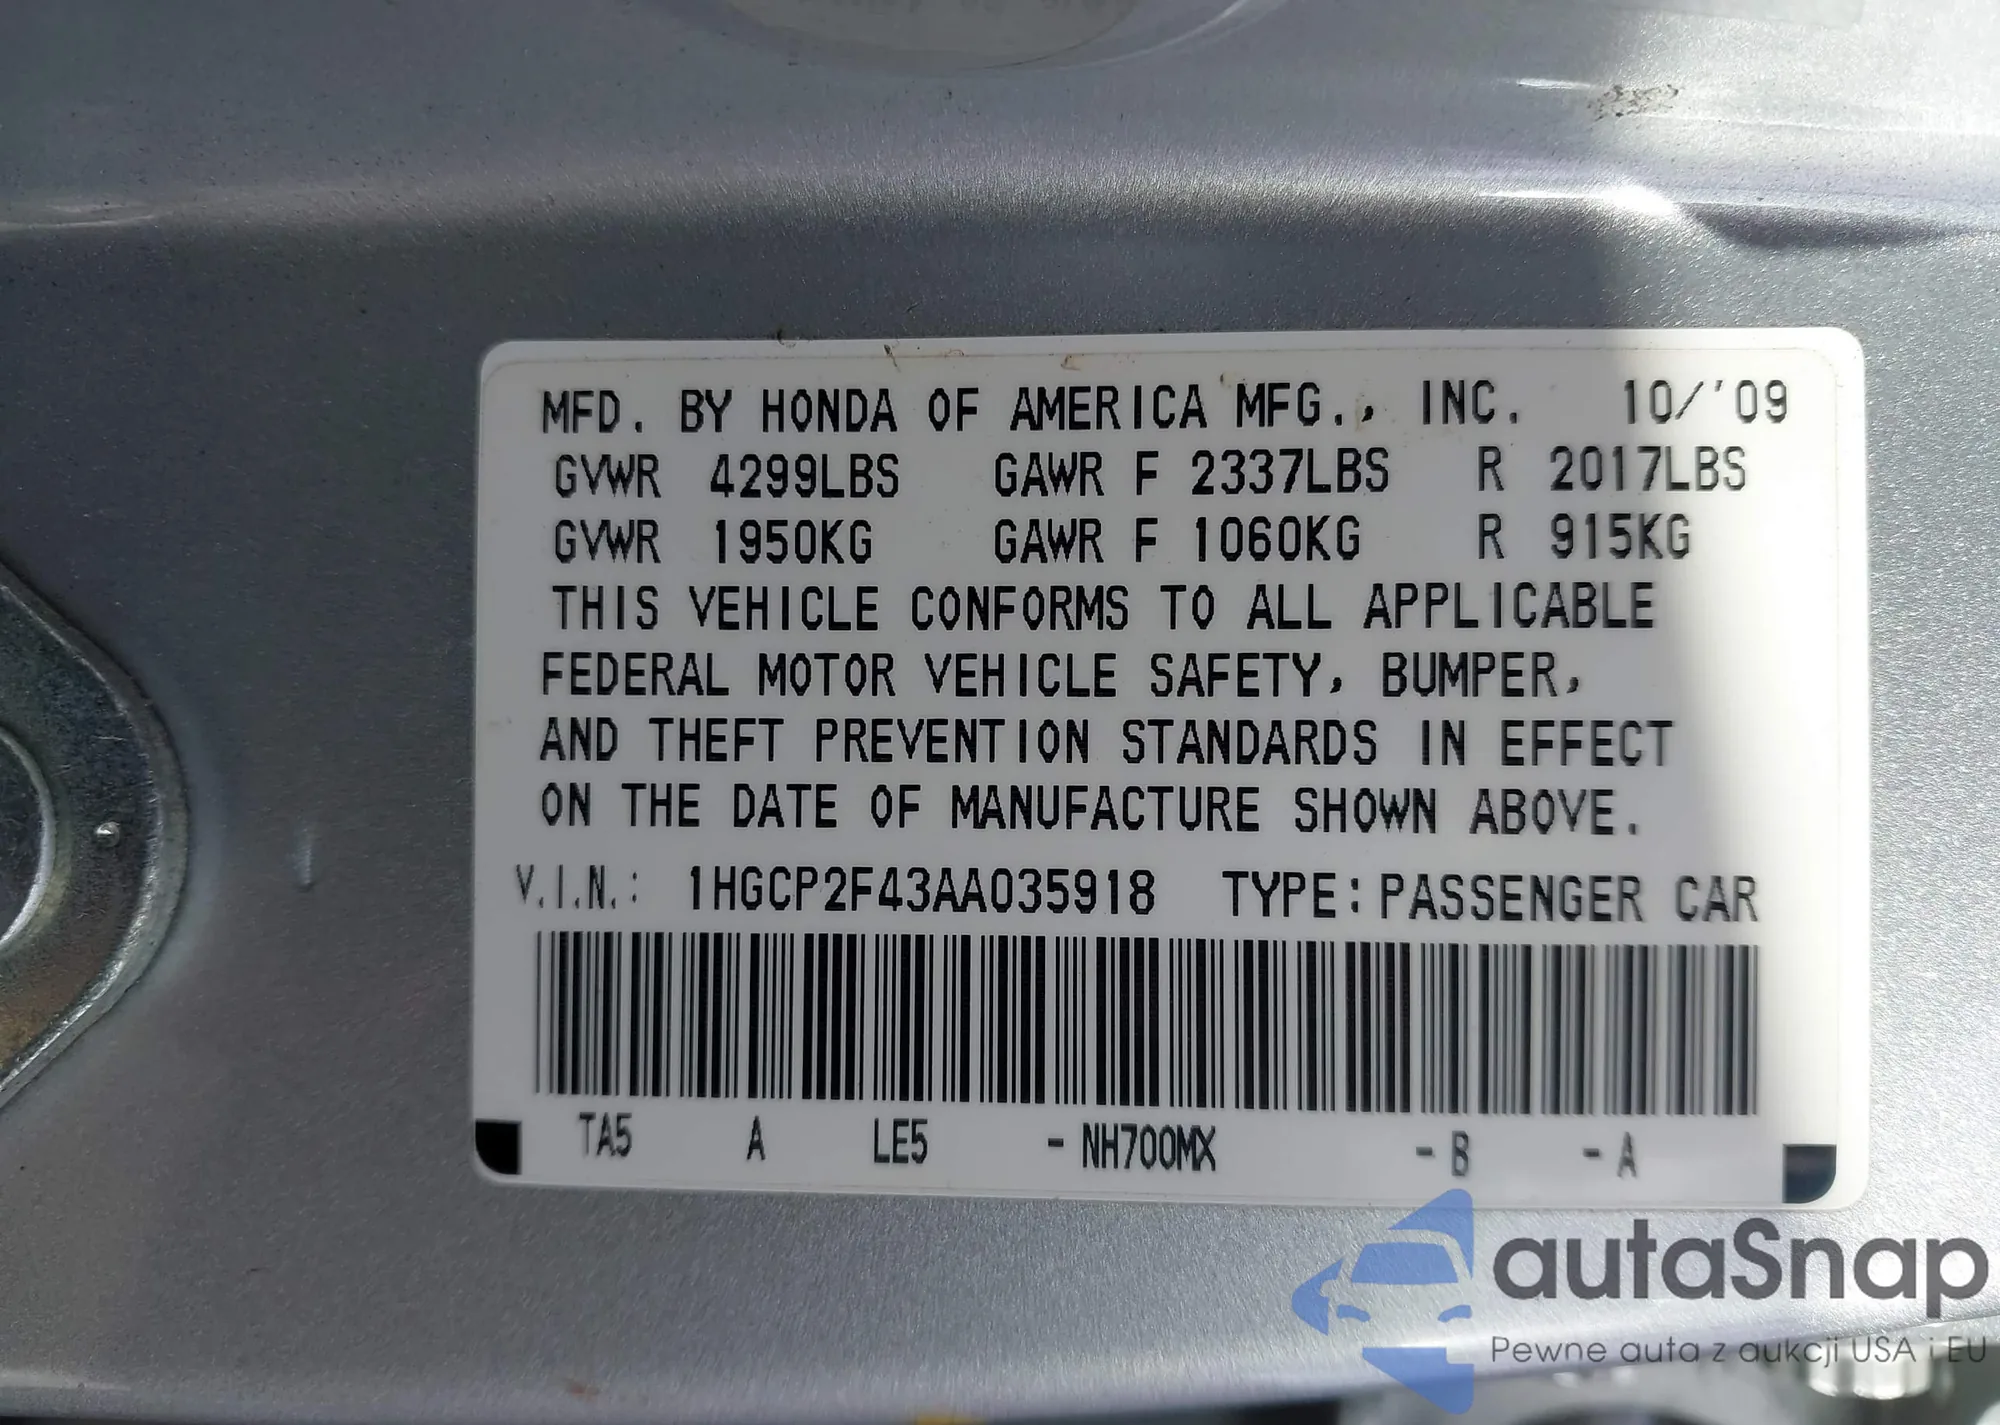 MFD. BY HONDA OF AMERICA MFG., INC. 10/'09
GVWR 4299LBS GAWR F 2337LBS R 2017LBS
GVWR 1950KG GAWR F 1060KG R 915KG
THIS VEHICLE CONFORMS TO ALL APPLICABLE
FEDERAL MOTOR VEHICLE SAFETY, BUMPER,
AND THEFT PREVENTION STANDARDS IN EFFECT
ON THE DATE OF MANUFACTURE SHOWN ABOVE.
V.I.N.: 1HGCP2F43AA035918 TYPE: PASSENGER CAR
TA5 A LE5 -NH700MX -B -A
autaSnap
Pewne auta z aukcji USA i EU